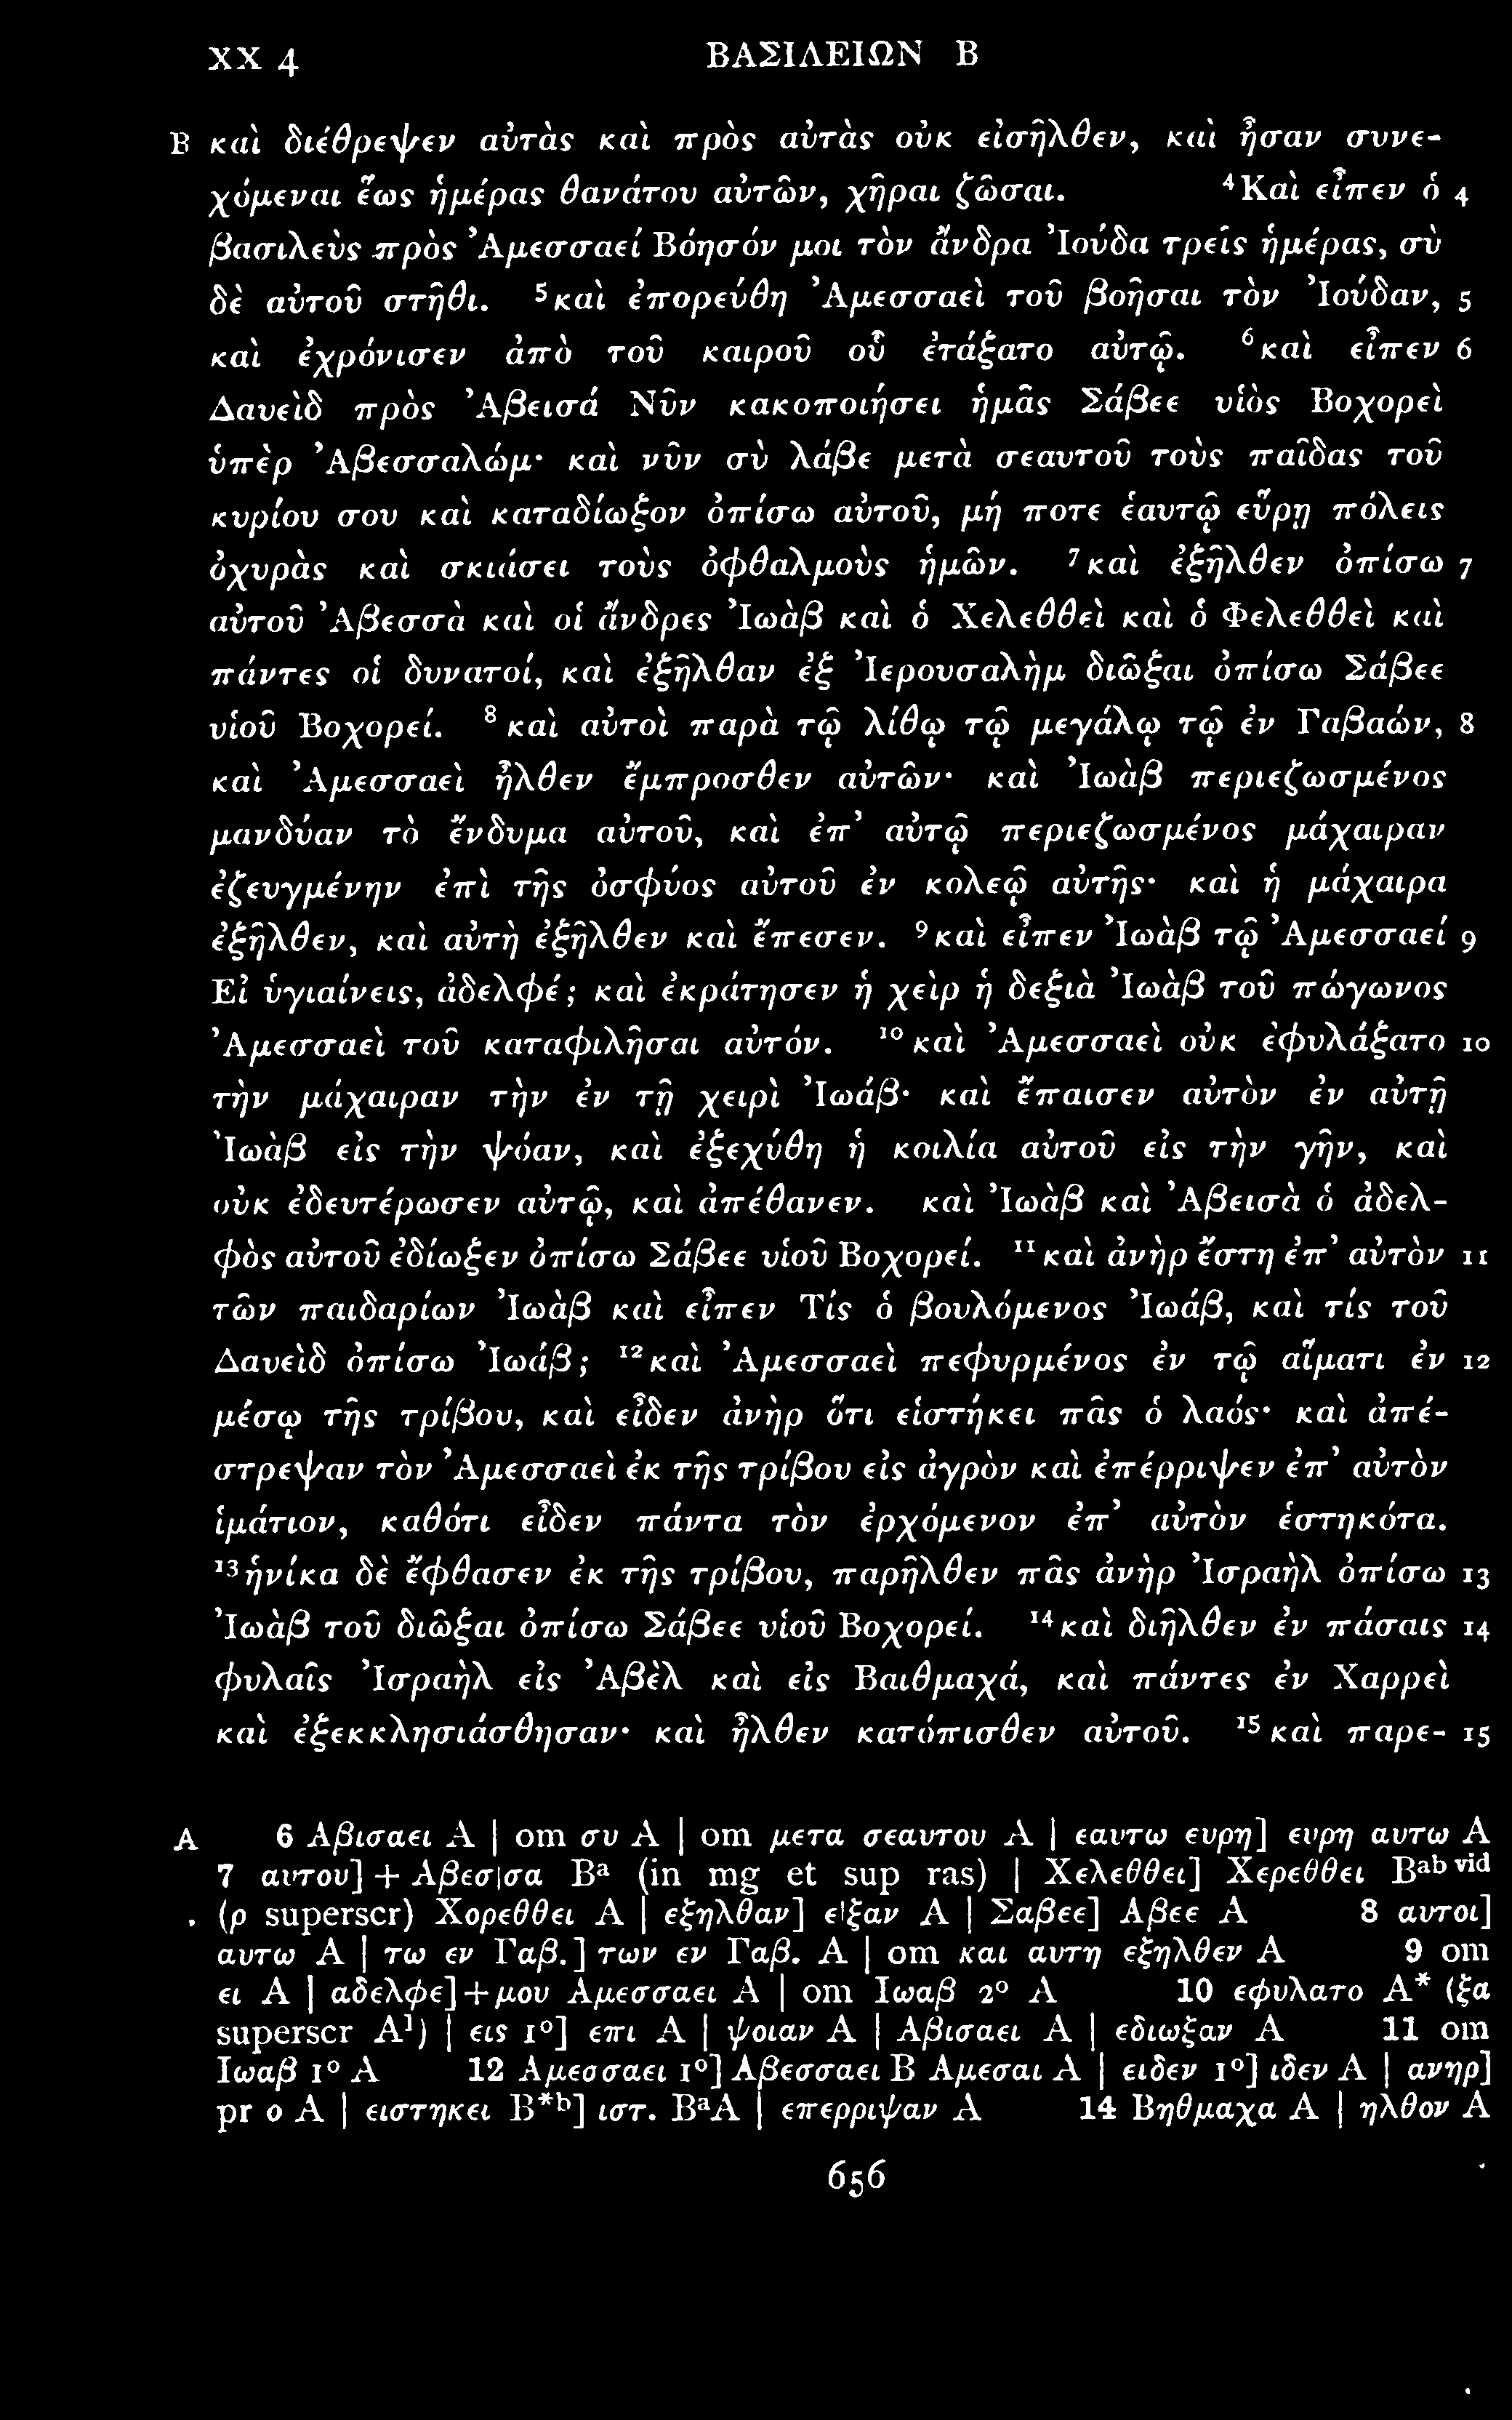 XX 4 ΒΑΣΙΛΕΙΩΝ Β
B καὶ διέθρεψεν αὐτὰς καὶ πρὸς αὐτὰς οὐκ εἰσῆλθεν, καὶ ἦσαν συνε-
χόμεναι ἕως ἡμέρας θανάτου αὐτῶν, χῆραι ζῶσαι. ⁴Καὶ εἶπεν ὁ 4
βασιλεὺς πρὸς Ἀμεσσαεί Βόησόν μοι τὸν ἄνδρα Ἰούδα τρεῖς ἡμέρας, σὺ
δὲ αὐτοῦ στῆθι. ⁵καὶ ἐπορεύθη Ἀμεσσαεὶ τοῦ βοῆσαι τὸν Ἰούδαν, 5
καὶ ἐχρόνισεν ἀπὸ τοῦ καιροῦ οὗ ἐτάξατο αὐτῷ. ⁶καὶ εἶπεν 6
Δαυεὶδ πρὸς Ἀβεισά Νῦν κακοποιήσει ἡμᾶς Σάβεε υἱὸς Βοχορεὶ
ὑπὲρ Ἀβεσσαλώμ· καὶ νῦν σὺ λάβε μετὰ σεαυτοῦ τοὺς παῖδας τοῦ
κυρίου σου καὶ καταδίωξον ὀπίσω αὐτοῦ, μή ποτε ἑαυτῷ εὕρῃ πόλεις
ὀχυρὰς καὶ σκιάσει τοὺς ὀφθαλμοὺς ἡμῶν. ⁷καὶ ἐξῆλθεν ὀπίσω 7
αὐτοῦ Ἀβεσσὰ καὶ οἱ ἄνδρες Ἰωὰβ καὶ ὁ Χελεθθεὶ καὶ ὁ Φελεθθεὶ καὶ
πάντες οἱ δυνατοί, καὶ ἐξῆλθαν ἐξ Ἰερουσαλὴμ διῶξαι ὀπίσω Σάβεε
υἱοῦ Βοχορεί. ⁸καὶ αὐτοὶ παρὰ τῷ λίθῳ τῷ μεγάλῳ τῷ ἐν Γαβαών, 8
καὶ Ἀμεσσαεὶ ἦλθεν ἔμπροσθεν αὐτῶν· καὶ Ἰωὰβ περιεζωσμένος
μανδύαν τὸ ἔνδυμα αὐτοῦ, καὶ ἐπ’ αὐτῷ περιεζωσμένος μάχαιραν
ἐζευγμένην ἐπὶ τῆς ὀσφύος αὐτοῦ ἐν κολεῷ αὐτῆς· καὶ ἡ μάχαιρα
ἐξῆλθεν, καὶ αὐτὴ ἐξῆλθεν καὶ ἔπεσεν. ⁹καὶ εἶπεν Ἰωὰβ τῷ Ἀμεσσαεί 9
Εἰ ὑγιαίνεις, ἀδελφέ; καὶ ἐκράτησεν ἡ χεὶρ ἡ δεξιὰ Ἰωὰβ τοῦ πώγωνος
Ἀμεσσαεὶ τοῦ καταφιλῆσαι αὐτόν. ¹⁰καὶ Ἀμεσσαεὶ οὐκ ἐφυλάξατο 10
τὴν μάχαιραν τὴν ἐν τῇ χειρὶ Ἰωάβ· καὶ ἔπαισεν αὐτὸν ἐν αὐτῇ
Ἰωὰβ εἰς τὴν ψόαν, καὶ ἐξεχύθη ἡ κοιλία αὐτοῦ εἰς τὴν γῆν, καὶ
οὐκ ἐδευτέρωσεν αὐτῷ, καὶ ἀπέθανεν. καὶ Ἰωὰβ καὶ Ἀβεισὰ ὁ ἀδελ-
φὸς αὐτοῦ ἐδίωξεν ὀπίσω Σάβεε υἱοῦ Βοχορεί. ¹¹καὶ ἀνὴρ ἔστη ἐπ’ αὐτὸν 11
τῶν παιδαρίων Ἰωὰβ καὶ εἶπεν Τίς ὁ βουλόμενος Ἰωάβ, καὶ τίς τοῦ
Δαυεὶδ ὀπίσω Ἰωάβ; ¹²καὶ Ἀμεσσαεὶ πεφυρμένος ἐν τῷ αἵματι ἐν 12
μέσῳ τῆς τρίβου, καὶ εἶδεν ἀνὴρ ὅτι εἱστήκει πᾶς ὁ λαός· καὶ ἀπέ-
στρεψαν τὸν Ἀμεσσαεὶ ἐκ τῆς τρίβου εἰς ἀγρὸν καὶ ἐπέρριψεν ἐπ’ αὐτὸν
ἱμάτιον, καθότι εἶδεν πάντα τὸν ἐρχόμενον ἐπ’ αὐτὸν ἑστηκότα.
¹³ἡνίκα δὲ ἔφθασεν ἐκ τῆς τρίβου, παρῆλθεν πᾶς ἀνὴρ Ἰσραὴλ ὀπίσω 13
Ἰωὰβ τοῦ διῶξαι ὀπίσω Σάβεε υἱοῦ Βοχορεί. ¹⁴καὶ διῆλθεν ἐν πάσαις 14
φυλαῖς Ἰσραὴλ εἰς Ἀβὲλ καὶ εἰς Βαιθμαχά, καὶ πάντες ἐν Χαρρεὶ
καὶ ἐξεκκλησιάσθησαν· καὶ ἦλθεν κατόπισθεν αὐτοῦ. ¹⁵καὶ παρε- 15
A 6 Αβισαει A | om συ A | om μετα σεαυτου A | εαυτω ευρη] ευρη αυτω A
7 αυτου] + Αβεσ|σα Bᵃ (in mg et sup ras) | Χελεθθει] Χερεθθει Bᵃᵇ ᵛⁱᵈ
(ρ superscr) Χορεθθει A | εξηλθαν] ε|ξαν A | Σαβεε] Αβεε A 8 αυτοι]
αυτω A | τω εν Γαβ.] των εν Γαβ. A | om και αυτη εξηλθεν A 9 om
ει A | αδελφε] + μου Αμεσσαει A | om Ιωαβ 2° A 10 εφυλατο A* (ξα
superscr A¹) | εις 1°] επι A | ψοιαν A | Αβισαει A | εδιωξαν A 11 om
Ιωαβ 1° A 12 Αμεσσαει 1°] Αβεσσαει B Αμεσαι A | ειδεν 1°] ιδεν A | ανηρ]
pr ο A | ειστηκει B*ᵇ] ιστ. BᵃA | επερριψαν A 14 Βηθμαχα A | ηλθον A
656